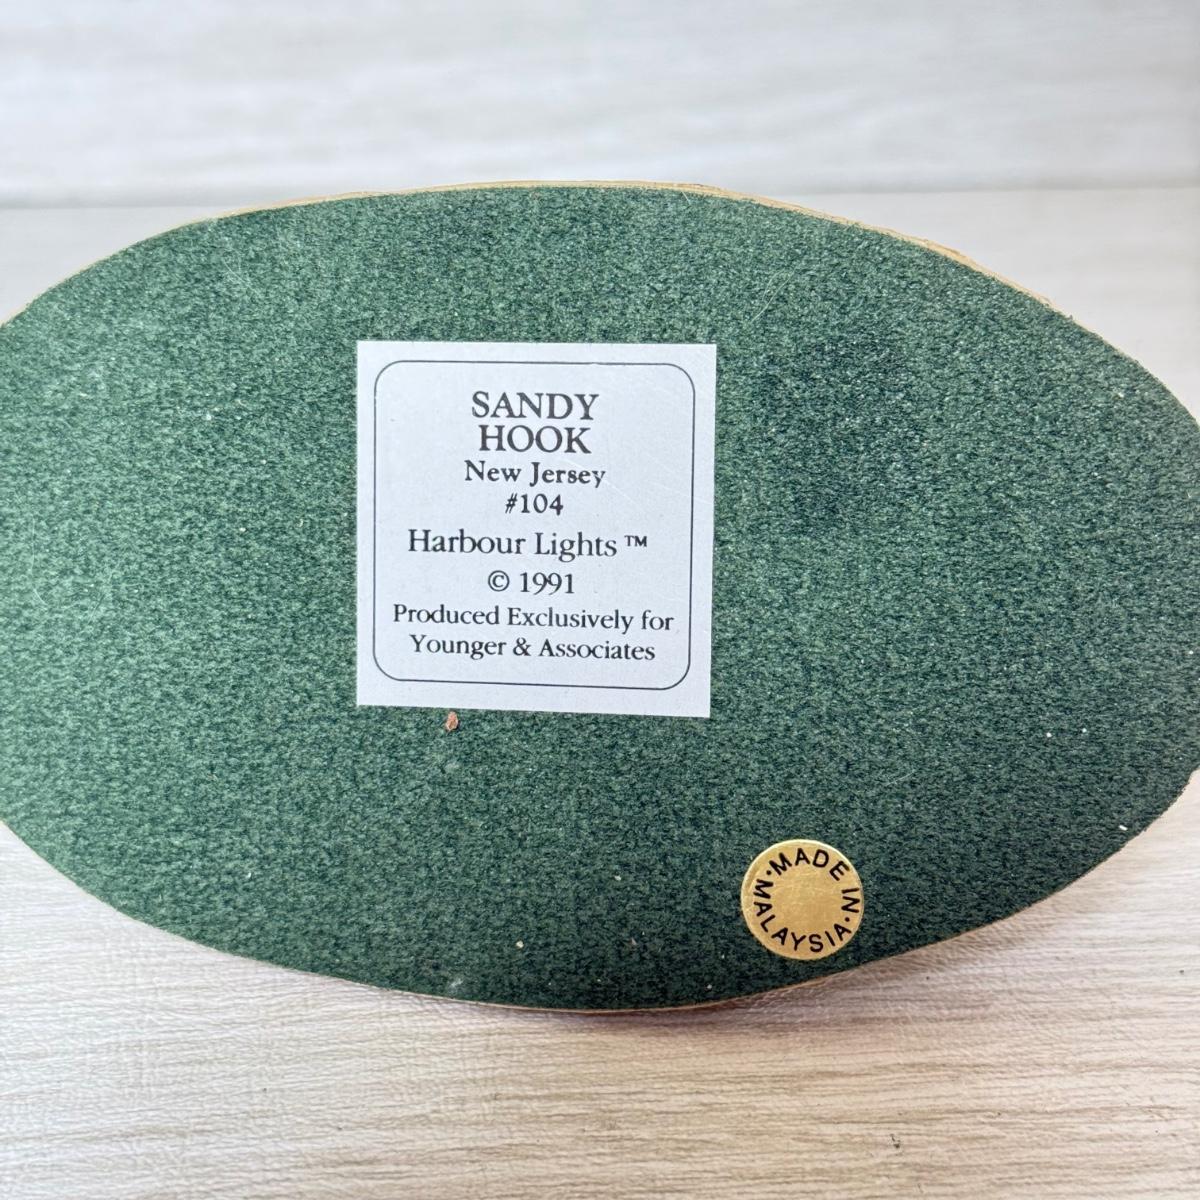 SANDY
HOOK
New Jersey
#104
Harbour Lights ™
© 1991
Produced Exclusively for
Younger & Associates
·MADE IN·
MALAYSIA